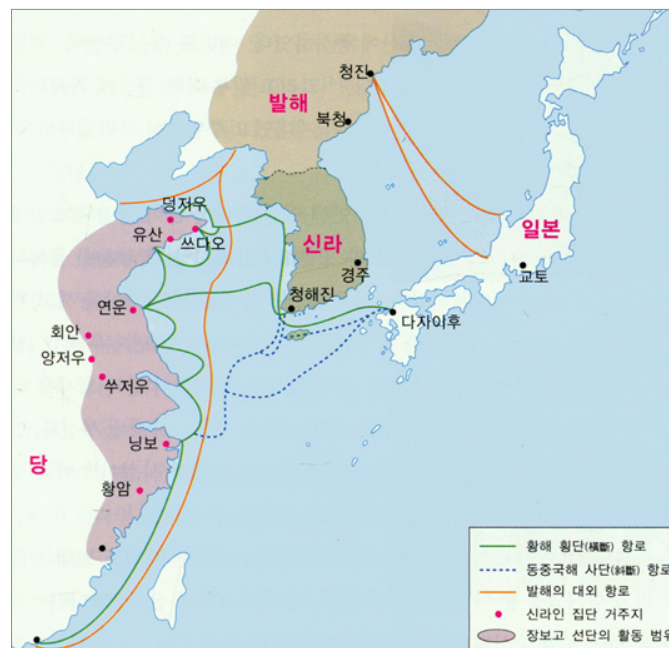 청진
발해
북청
덩저우
유산
쓰다오
신라
일본
경주
교토
청해진
연운
다자이후
회안
양저우
쑤저우
닝보
당
황암
황해 횡단(橫斷) 항로
동중국해 사단(斜斷) 항로
발해의 대외 항로
신라인 집단 거주지
장보고 선단의 활동 범위